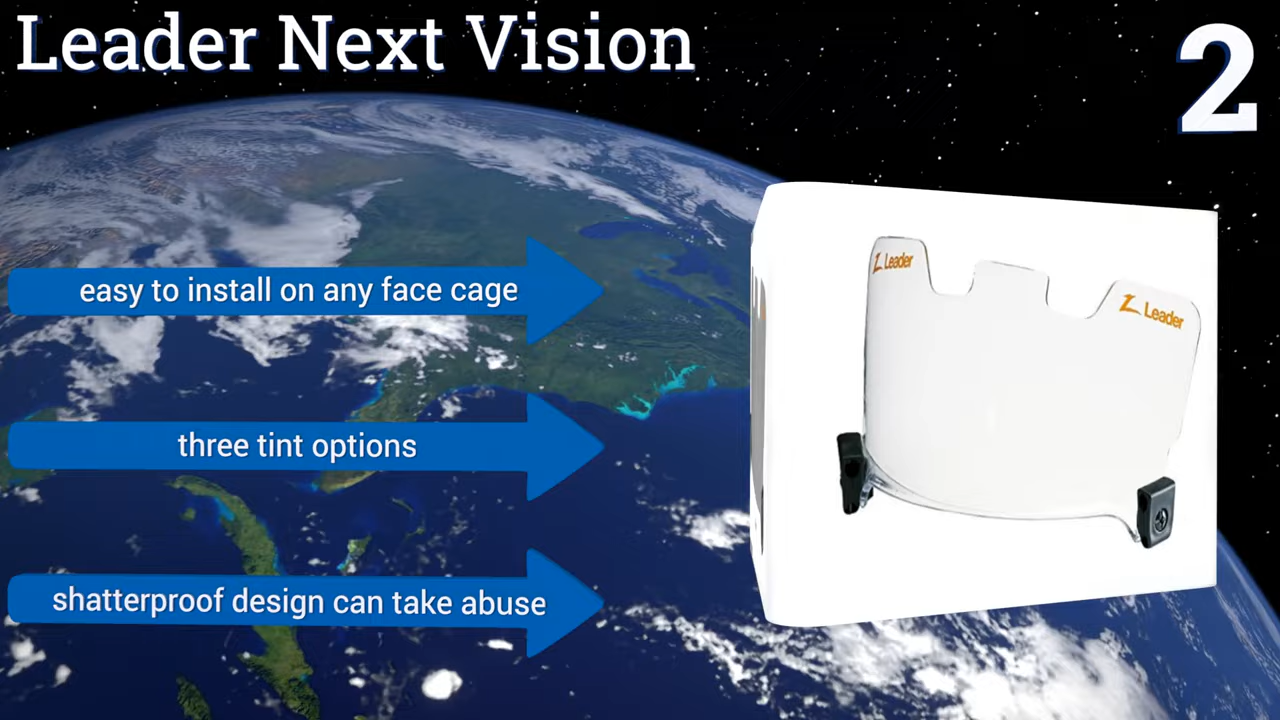 Leader Next Vision
2
easy to install on any face cage
three tint options
shatterproof design can take abuse
Leader
Leader